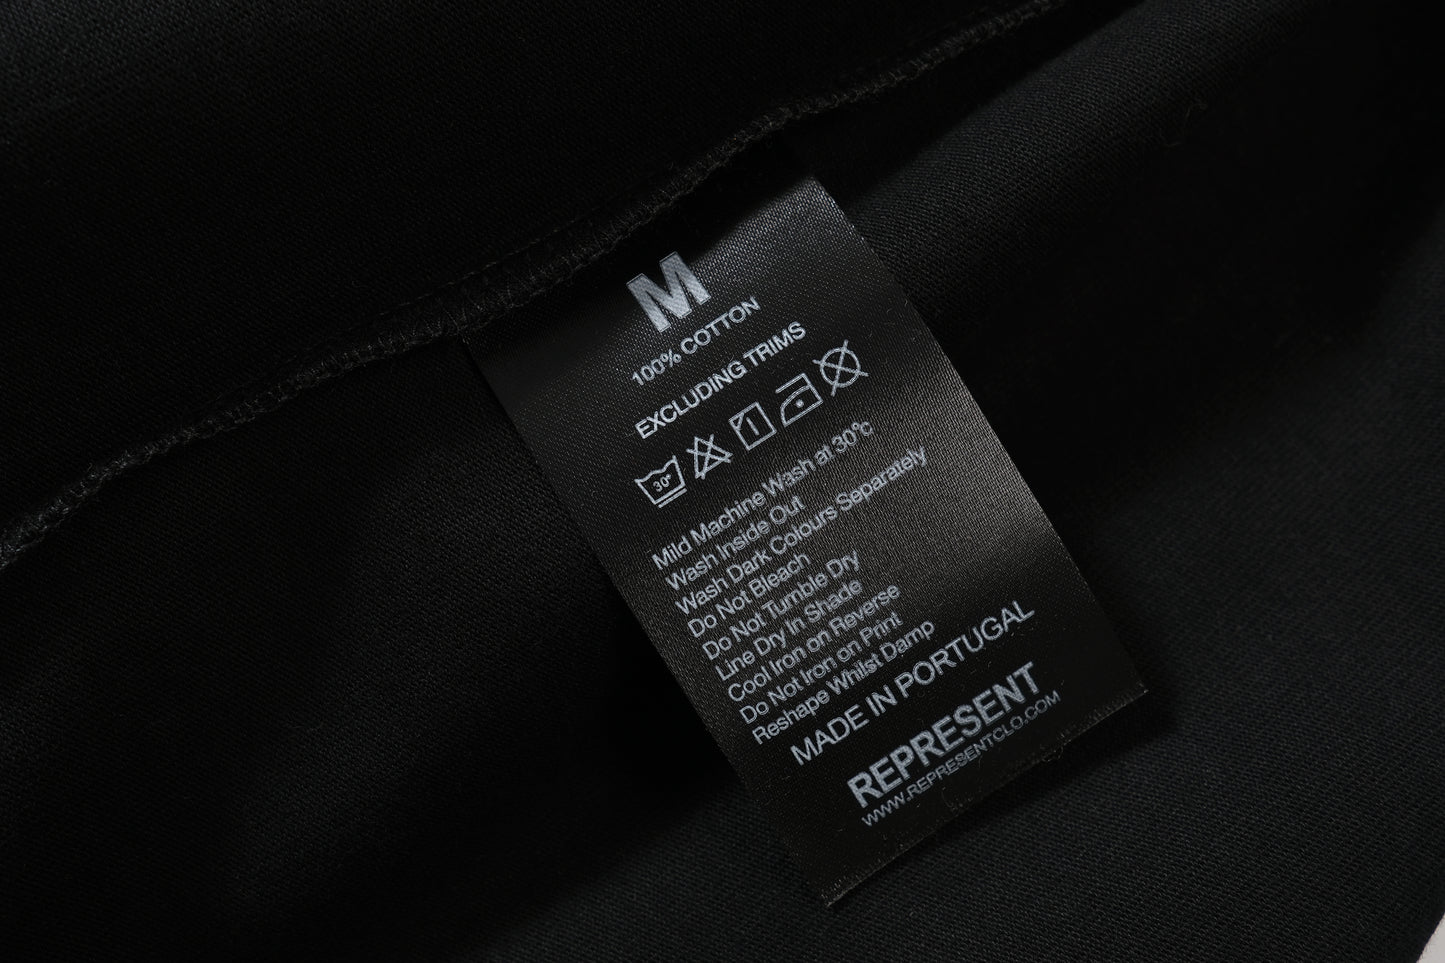 M
100% COTTON
EXCLUDING TRIMS
30°
Mild Machine Wash at 30°c
Wash Inside Out
Wash Dark Colours Separately
Do Not Bleach
Do Not Tumble Dry
Line Dry In Shade
Cool Iron on Reverse
Do Not Iron on Print
Reshape Whilst Damp
MADE IN PORTUGAL
REPRESENT
WWW.REPRESENTCLO.COM